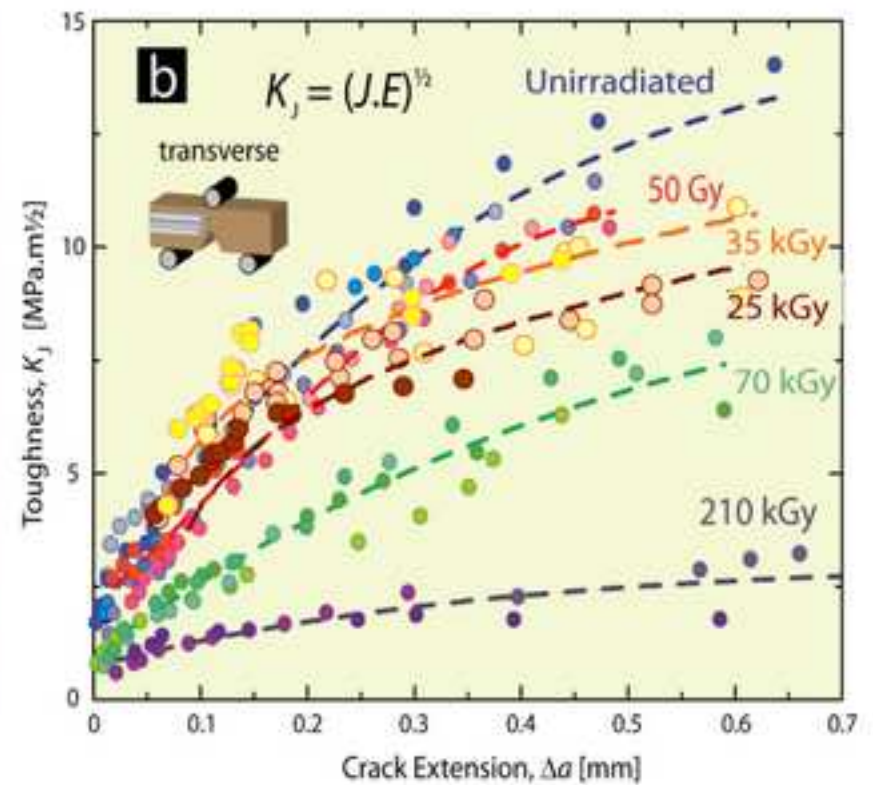 b
K_J = (J.E)^½
transverse
Unirradiated
50 Gy
35 kGy
25 kGy
70 kGy
210 kGy
Toughness, K_J [MPa.m½]
15
10
5
0
0 0.1 0.2 0.3 0.4 0.5 0.6 0.7
Crack Extension, Δa [mm]